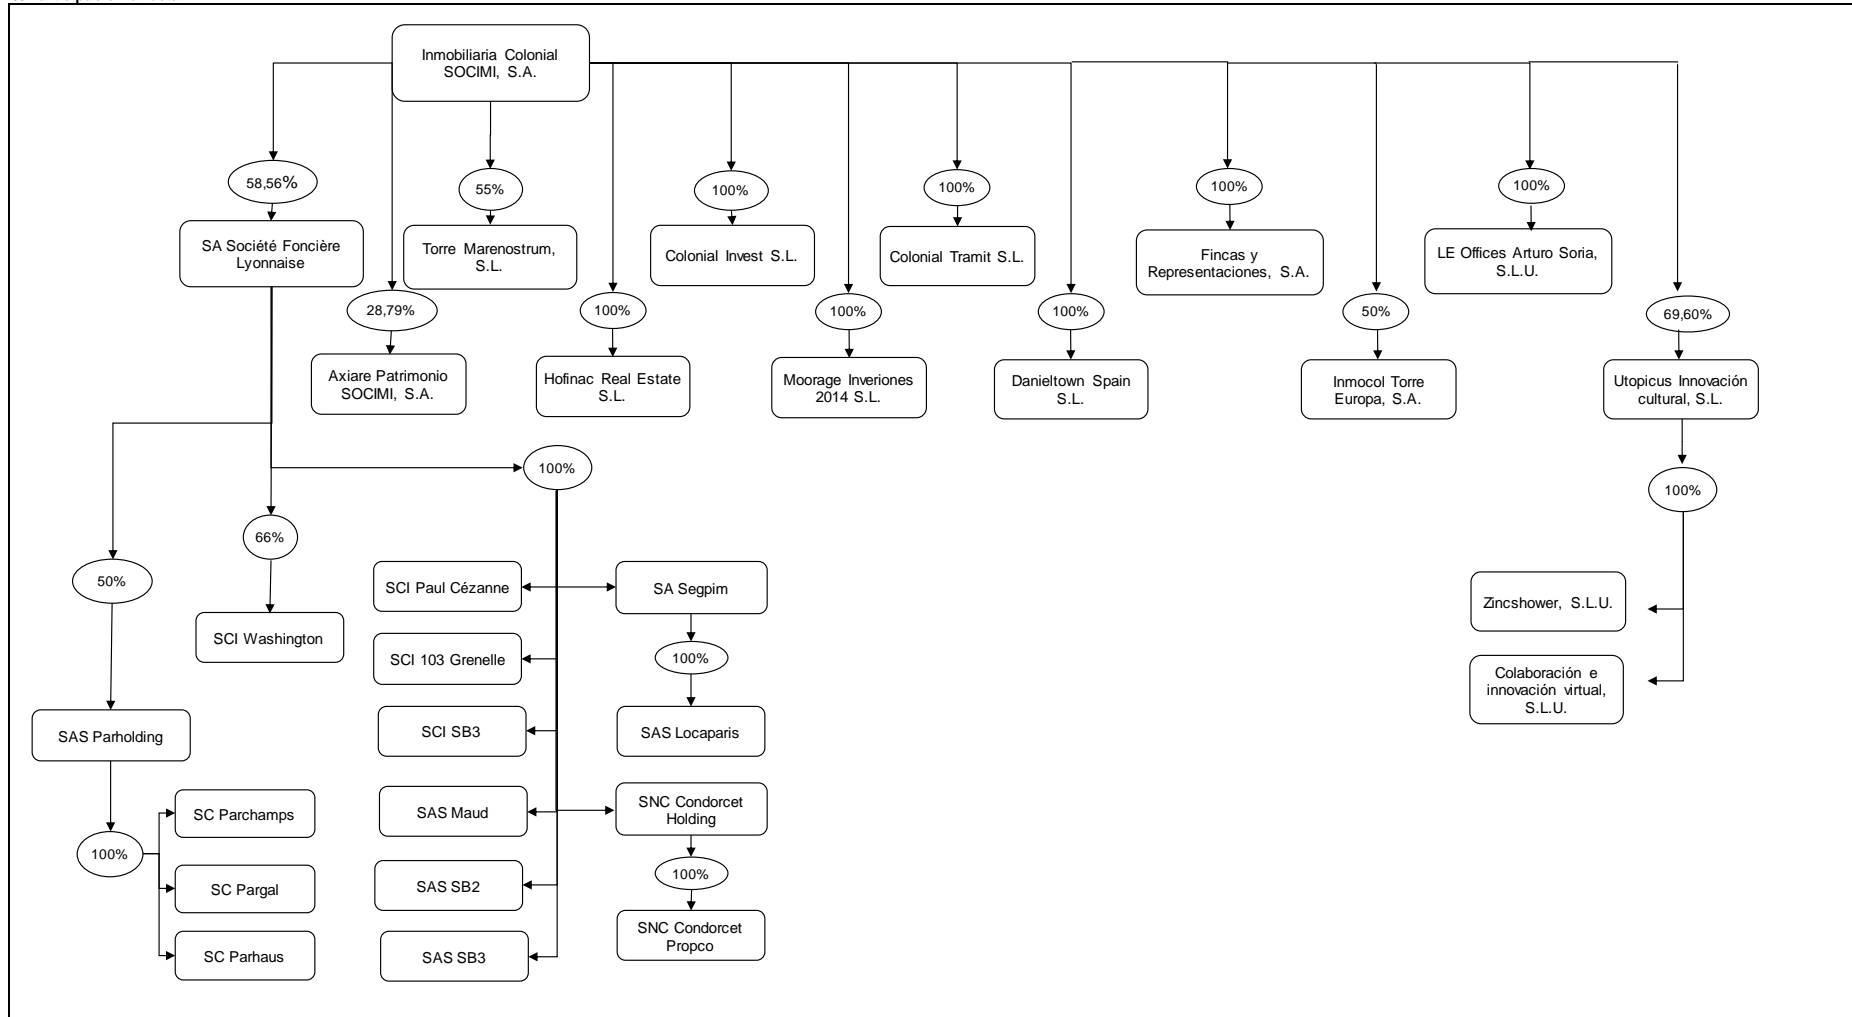 Inmobiliaria Colonial
SOCIMI, S.A.
58,56%
55%
100%
100%
100%
100%
SA Société Foncière
Lyonnaise
Torre Marenostrum,
S.L.
Colonial Invest S.L.
Colonial Tramit S.L.
Fincas y
Representaciones, S.A.
LE Offices Arturo Soria,
S.L.U.
28,79%
100%
100%
100%
50%
69,60%
Axiare Patrimonio
SOCIMI, S.A.
Hofinac Real Estate
S.L.
Moorage Inveriones
2014 S.L.
Danieltown Spain
S.L.
Inmocol Torre
Europa, S.A.
Utopicus Innovación
cultural, S.L.
100%
100%
66%
50%
SCI Washington
SCI Paul Cézanne
SA Segpim
Zincshower, S.L.U.
SCI 103 Grenelle
100%
Colaboración e
innovación virtual,
S.L.U.
SAS Parholding
SCI SB3
SAS Locaparis
100%
SC Parchamps
SC Pargal
SC Parhaus
SAS Maud
SNC Condorcet
Holding
SAS SB2
100%
SAS SB3
SNC Condorcet
Propco